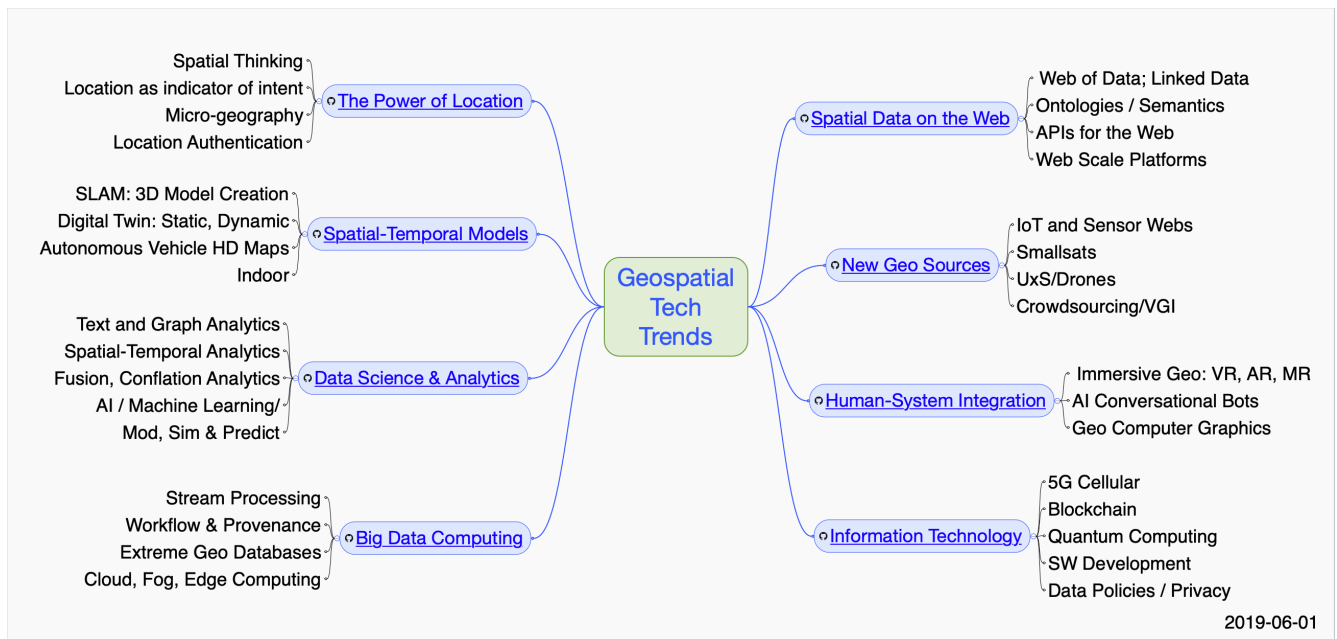 Geospatial
Tech
Trends
The Power of Location
Spatial Thinking
Location as indicator of intent
Micro-geography
Location Authentication
Spatial-Temporal Models
SLAM: 3D Model Creation
Digital Twin: Static, Dynamic
Autonomous Vehicle HD Maps
Indoor
Data Science & Analytics
Text and Graph Analytics
Spatial-Temporal Analytics
Fusion, Conflation Analytics
AI / Machine Learning/
Mod, Sim & Predict
Big Data Computing
Stream Processing
Workflow & Provenance
Extreme Geo Databases
Cloud, Fog, Edge Computing
Spatial Data on the Web
Web of Data; Linked Data
Ontologies / Semantics
APIs for the Web
Web Scale Platforms
New Geo Sources
IoT and Sensor Webs
Smallsats
UxS/Drones
Crowdsourcing/VGI
Human-System Integration
Immersive Geo: VR, AR, MR
AI Conversational Bots
Geo Computer Graphics
Information Technology
5G Cellular
Blockchain
Quantum Computing
SW Development
Data Policies / Privacy
2019-06-01